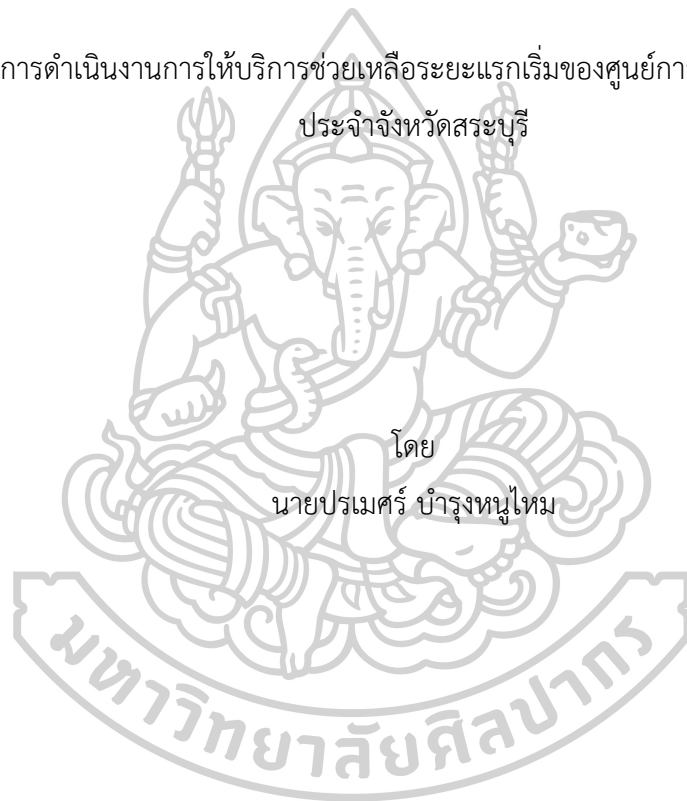 การดำเนินงานการให้บริการช่วยเหลือระยะแรกเริ่มของศูนย์กา
ประจำจังหวัดสระบุรี
โดย
นายปรเมศร์ บำรุงหนูไหม
มหาวิทยาลัยศิลปากร